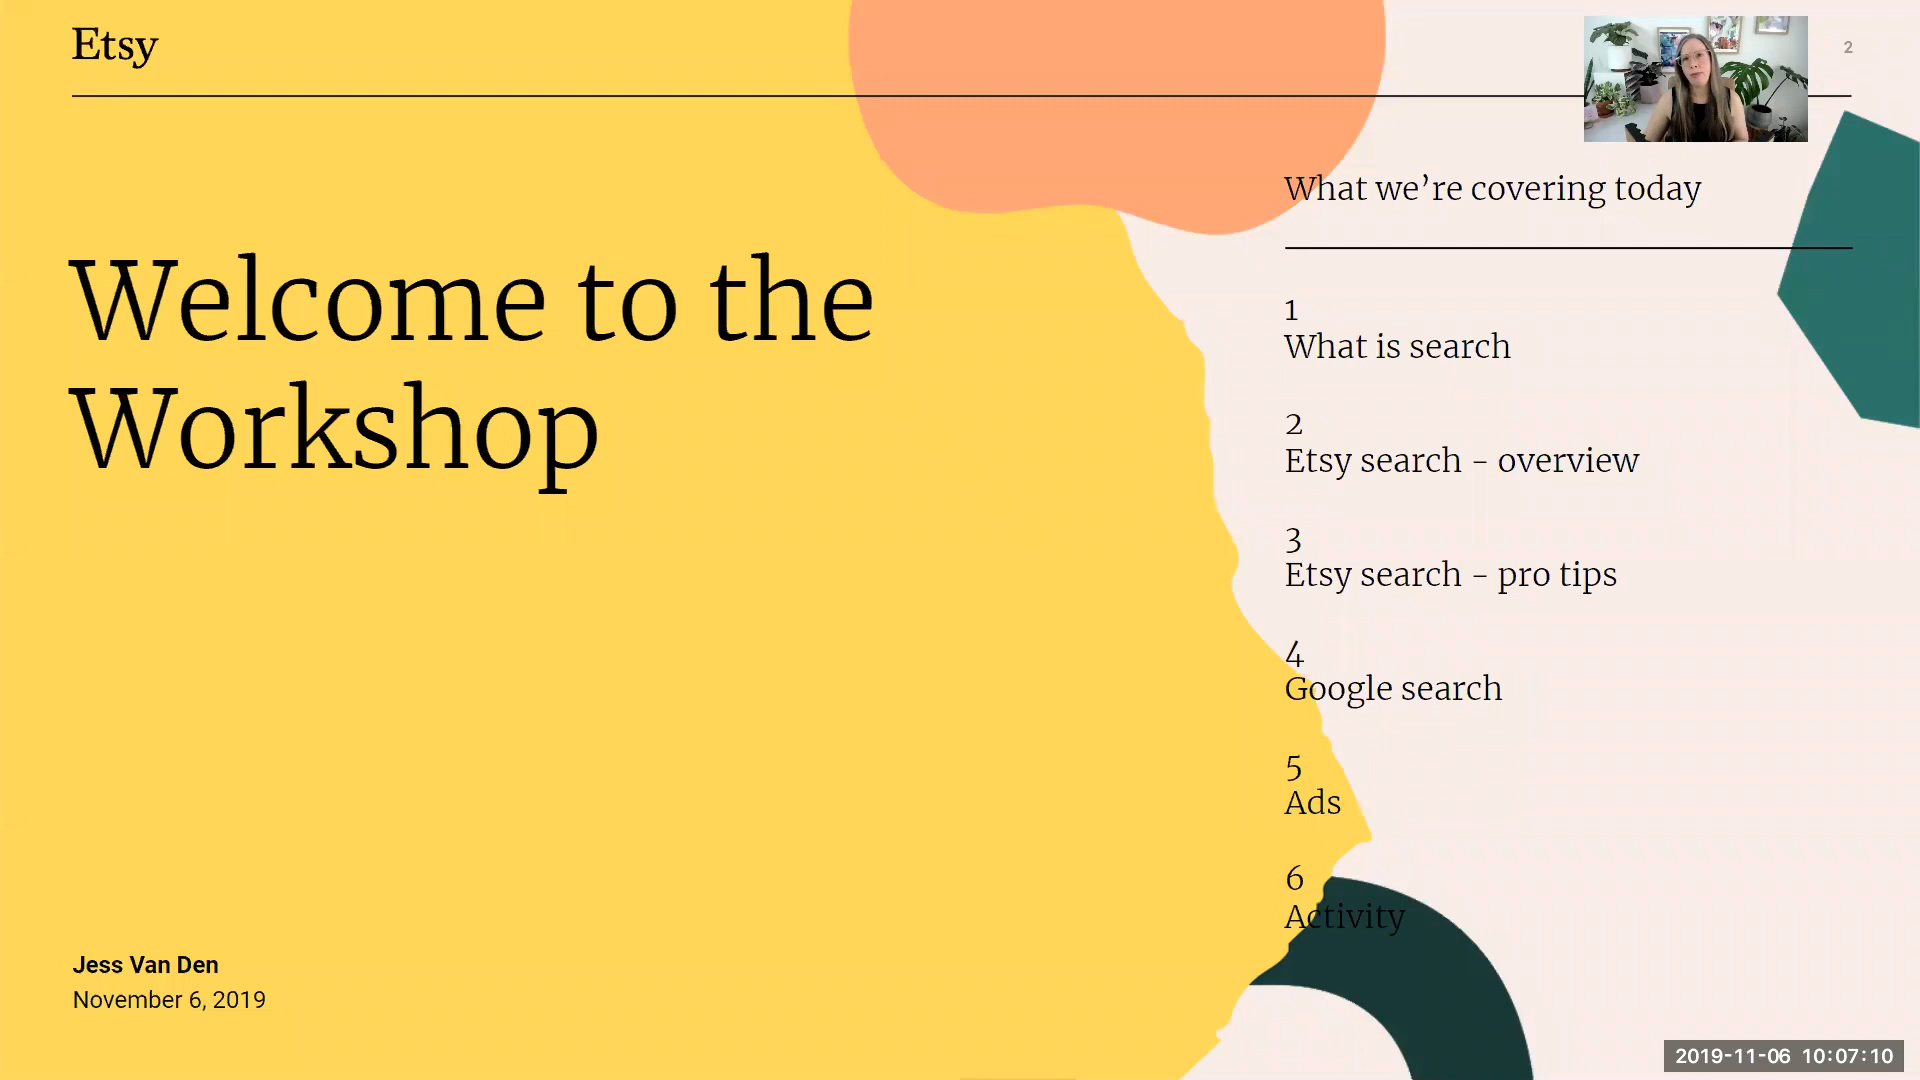 Etsy
2
Welcome to the
Workshop
Jess Van Den
November 6, 2019
What we’re covering today
1
What is search
2
Etsy search - overview
3
Etsy search - pro tips
4
Google search
5
Ads
6
Activity
2019-11-06 10:07:10